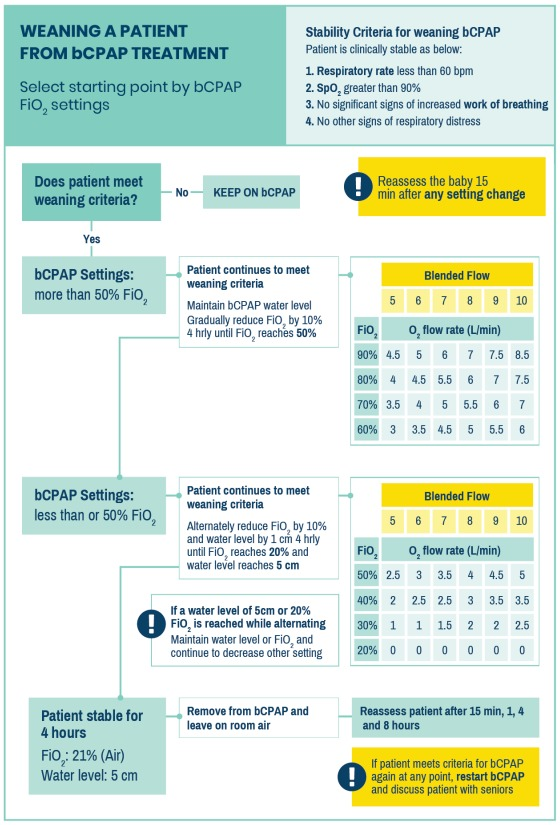 WEANING A PATIENT
FROM bCPAP TREATMENT
Select starting point by bCPAP
FiO2 settings
Stability Criteria for weaning bCPAP
Patient is clinically stable as below:
1. Respiratory rate less than 60 bpm
2. SpO2 greater than 90%
3. No significant signs of increased work of breathing
4. No other signs of respiratory distress
Does patient meet
weaning criteria?
No
KEEP ON bCPAP
! Reassess the baby 15
min after any setting change
Yes
bCPAP Settings:
more than 50% FiO2
Patient continues to meet
weaning criteria
Maintain bCPAP water level
Gradually reduce FiO2 by 10%
4 hrly until FiO2 reaches 50%
Blended Flow
5 6 7 8 9 10
FiO2 O2 flow rate (L/min)
90% 4.5 5 6 7 7.5 8.5
80% 4 4.5 5.5 6 7 7.5
70% 3.5 4 5 5.5 6 7
60% 3 3.5 4.5 5 5.5 6
bCPAP Settings:
less than or 50% FiO2
Patient continues to meet
weaning criteria
Alternately reduce FiO2 by 10%
and water level by 1 cm 4 hrly
until FiO2 reaches 20% and
water level reaches 5 cm
Blended Flow
5 6 7 8 9 10
FiO2 O2 flow rate (L/min)
50% 2.5 3 3.5 4 4.5 5
40% 2 2.5 2.5 3 3.5 3.5
30% 1 1 1.5 2 2 2.5
20% 0 0 0 0 0 0
! If a water level of 5cm or 20%
FiO2 is reached while alternating
Maintain water level or FiO2 and
continue to decrease other setting
Patient stable for
4 hours
FiO2: 21% (Air)
Water level: 5 cm
Remove from bCPAP and
leave on room air
Reassess patient after 15 min, 1, 4
and 8 hours
! If patient meets criteria for bCPAP
again at any point, restart bCPAP
and discuss patient with seniors